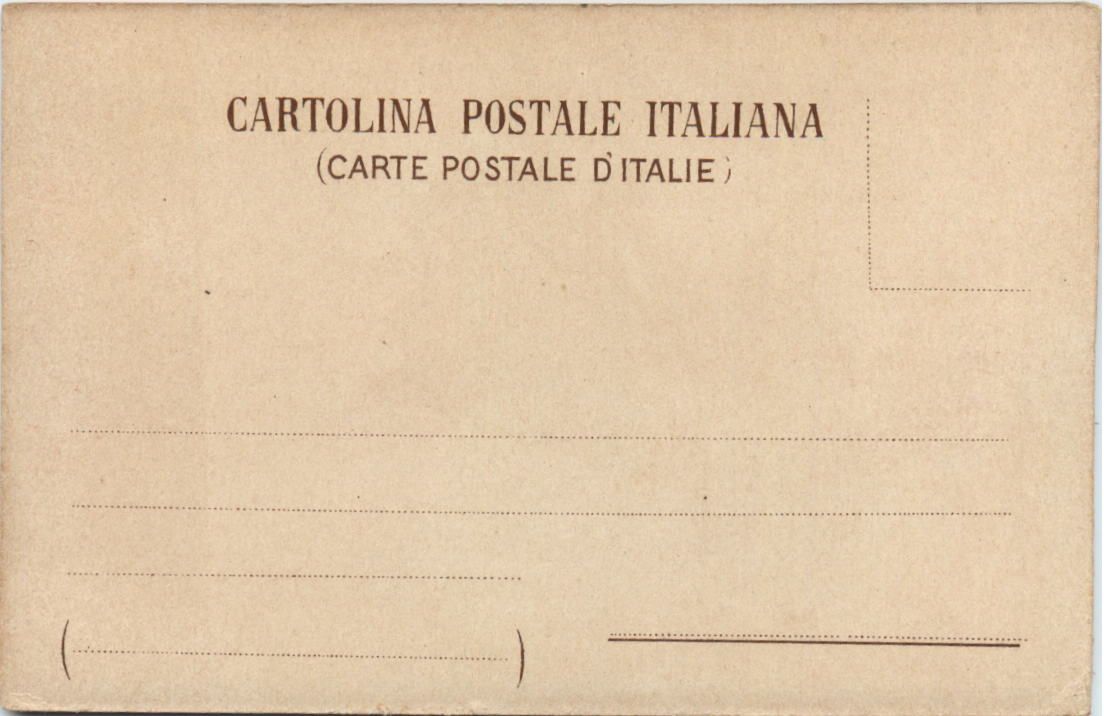 CARTOLINA POSTALE ITALIANA
(CARTE POSTALE D'ITALIE)